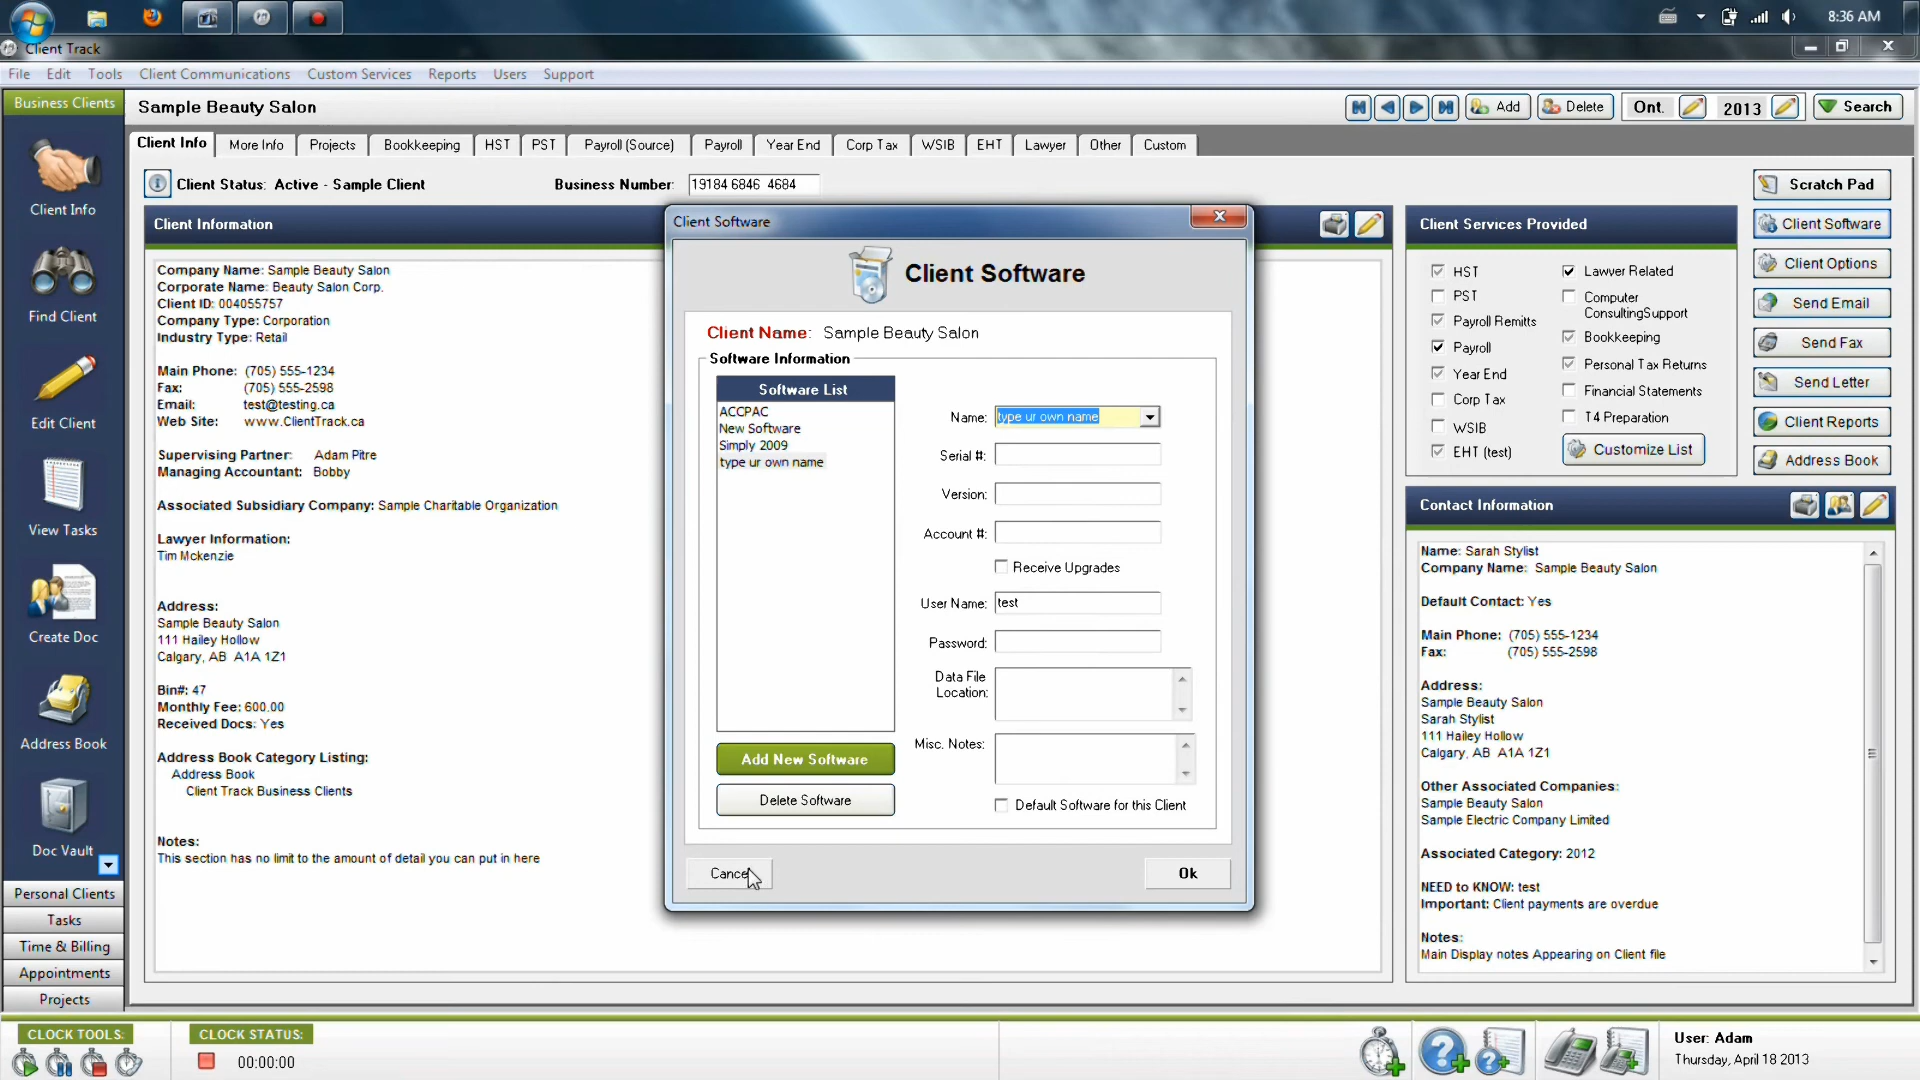 8:36 AM
Client Track
File Edit Tools Client Communications Custom Services Reports Users Support
Business Clients
Sample Beauty Salon
Add
Delete
Ont.
2013
Search
Client Info More Info Projects Bookkeeping HST PST Payroll (Source) Payroll Year End Corp Tax WSIB EHT Lawyer Other Custom
Client Info
Find Client
Edit Client
View Tasks
Create Doc
Address Book
Doc Vault
Personal Clients
Tasks
Time & Billing
Appointments
Projects
Client Status: Active - Sample Client
Business Number: 19184 6846 4684
Client Information
Company Name: Sample Beauty Salon
Corporate Name: Beauty Salon Corp.
Client ID: 004055757
Company Type: Corporation
Industry Type: Retail
Main Phone: (705) 555-1234
Fax: (705) 555-2598
Email: test@testing.ca
Web Site: www.ClientTrack.ca
Supervising Partner: Adam Pitre
Managing Accountant: Bobby
Associated Subsidiary Company: Sample Charitable Organization
Lawyer Information:
Tim Mckenzie
Address:
Sample Beauty Salon
111 Hailey Hollow
Calgary, AB A1A 1Z1
Bin#: 47
Monthly Fee: 600.00
Received Docs: Yes
Address Book Category Listing:
Address Book
Client Track Business Clients
Notes:
This section has no limit to the amount of detail you can put in here
Client Software
Client Software
Client Name: Sample Beauty Salon
Software Information
Software List
ACCPAC
New Software
Simply 2009
type ur own name
Add New Software
Delete Software
Name: type ur own name
Serial #:
Version:
Account #:
Receive Upgrades
User Name: test
Password:
Data File
Location:
Misc. Notes:
Default Software for this Client
Cancel
Ok
Client Services Provided
HST
PST
Payroll Remitts
Payroll
Year End
Corp Tax
WSIB
EHT (test)
Lawyer Related
Computer
ConsultingSupport
Bookkeeping
Personal Tax Returns
Financial Statements
T4 Preparation
Customize List
Scratch Pad
Client Software
Client Options
Send Email
Send Fax
Send Letter
Client Reports
Address Book
Contact Information
Name: Sarah Stylist
Company Name: Sample Beauty Salon
Default Contact: Yes
Main Phone: (705) 555-1234
Fax: (705) 555-2598
Address:
Sample Beauty Salon
Sarah Stylist
111 Hailey Hollow
Calgary, AB A1A 1Z1
Other Associated Companies:
Sample Beauty Salon
Sample Electric Company Limited
Associated Category: 2012
NEED to KNOW: test
Important: Client payments are overdue
Notes:
Main Display notes Appearing on Client file
CLOCK TOOLS:
CLOCK STATUS:
00:00:00
User: Adam
Thursday, April 18 2013